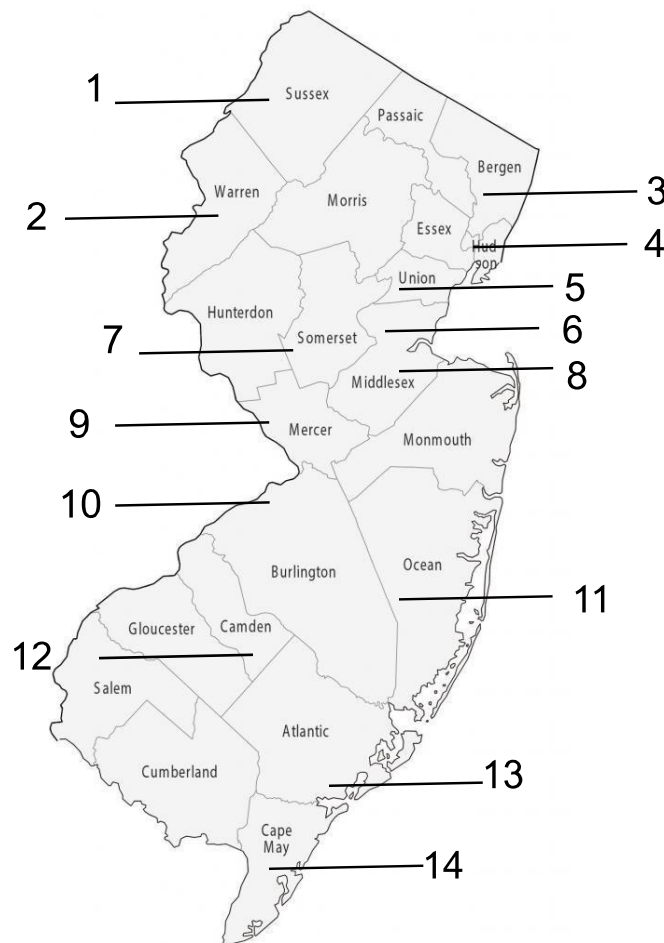 1
Sussex
Passaic
Bergen
Warren
Morris
3
2
Essex
Hud
son
4
Union
5
Hunterdon
6
Somerset
7
Middlesex
8
9
Mercer
Monmouth
10
Ocean
Burlington
11
Gloucester
Camden
12
Salem
Atlantic
13
Cumberland
Cape
May
14